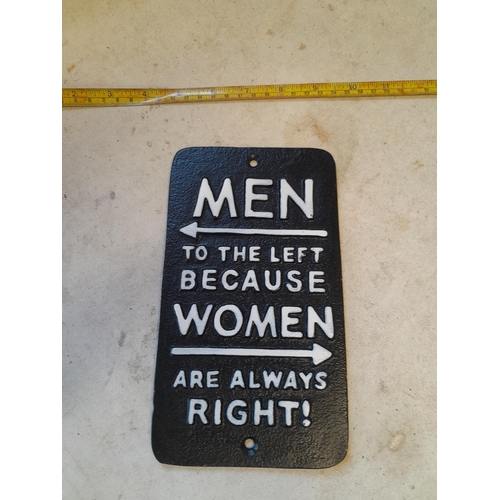 MEN
TO THE LEFT
BECAUSE
WOMEN
ARE ALWAYS
RIGHT!